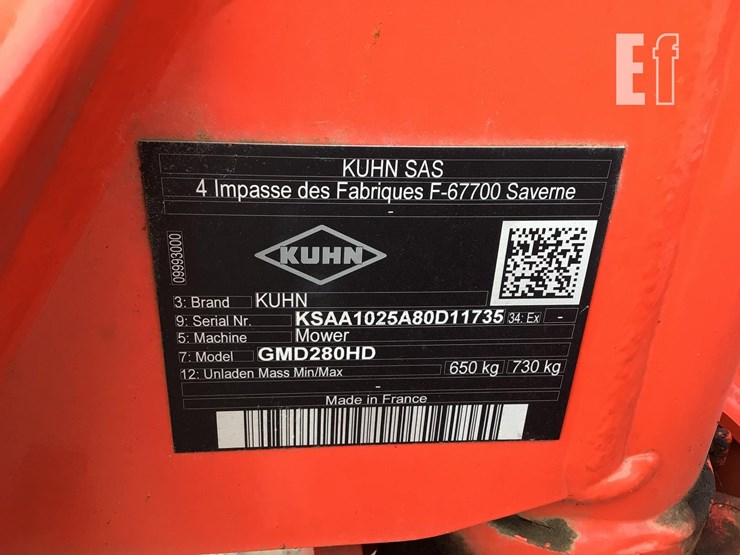 Ef
KUHN SAS
4 Impasse des Fabriques F-67700 Saverne
-
09993000
KUHN
3: Brand KUHN
9: Serial Nr. KSAA1025A80D11735 34: Ex -
5: Machine Mower
7: Model GMD280HD
12: Unladen Mass Min/Max 650 kg 730 kg
-
Made in France